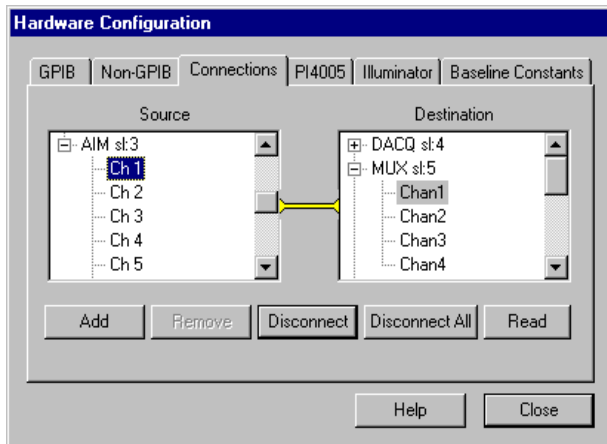 Hardware Configuration
GPIB Non-GPIB Connections PI4005 Illuminator Baseline Constants
Source Destination
AIM sl:3 DACQ sl:4
Ch 1 MUX sl:5
Ch 2 Chan1
Ch 3 Chan2
Ch 4 Chan3
Ch 5 Chan4
Add Remove Disconnect Disconnect All Read
Help Close